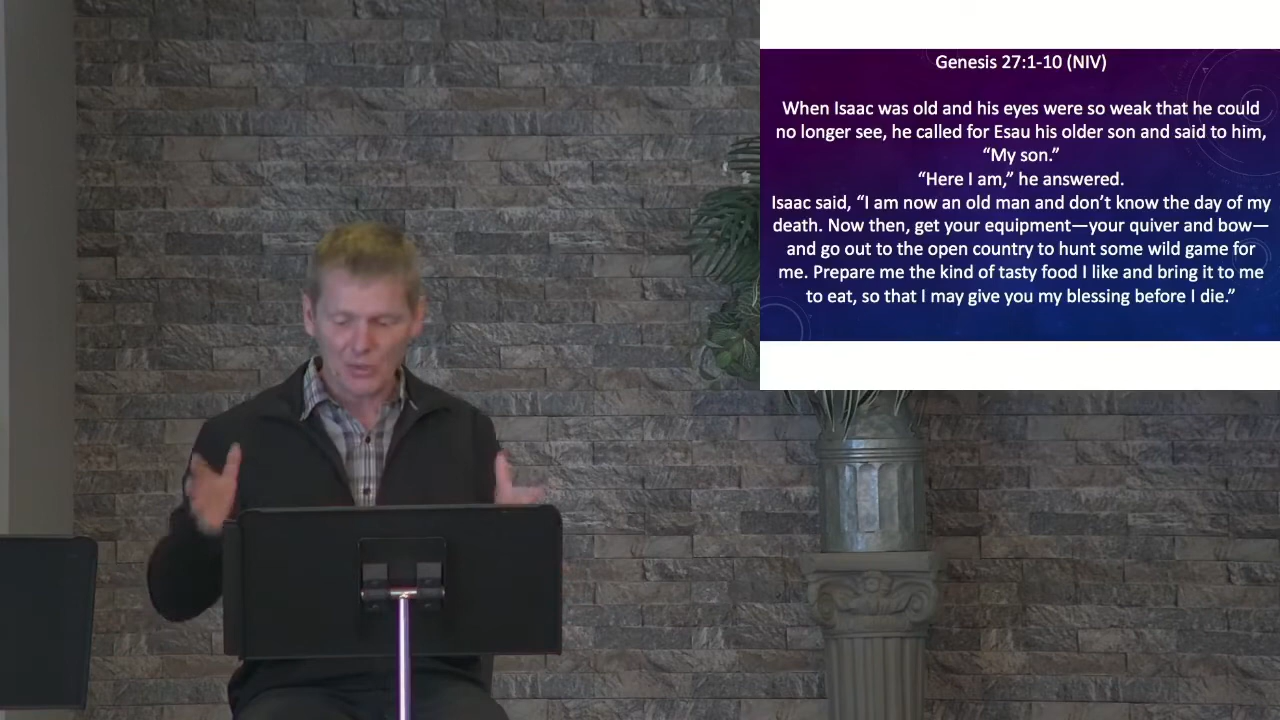 Genesis 27:1-10 (NIV)
When Isaac was old and his eyes were so weak that he could
no longer see, he called for Esau his older son and said to him,
“My son.”
“Here I am,” he answered.
Isaac said, “I am now an old man and don’t know the day of my
death. Now then, get your equipment—your quiver and bow—
and go out to the open country to hunt some wild game for
me. Prepare me the kind of tasty food I like and bring it to me
to eat, so that I may give you my blessing before I die.”